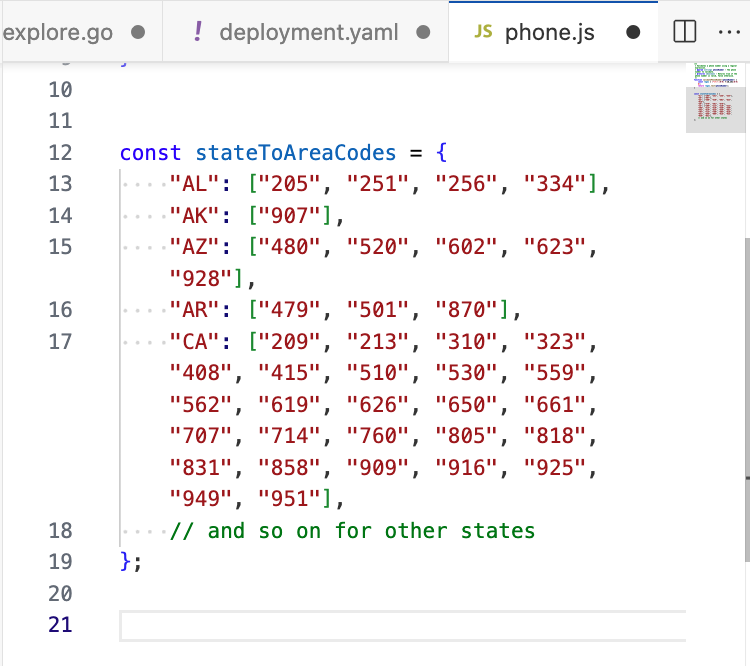 explore.go ● ! deployment.yaml ● JS phone.js ● ...
10
11
12 const stateToAreaCodes = {
13 ····"AL": ["205", "251", "256", "334"],
14 ····"AK": ["907"],
15 ····"AZ": ["480", "520", "602", "623",
"928"],
16 ····"AR": ["479", "501", "870"],
17 ····"CA": ["209", "213", "310", "323",
"408", "415", "510", "530", "559",
"562", "619", "626", "650", "661",
"707", "714", "760", "805", "818",
"831", "858", "909", "916", "925",
"949", "951"],
18 ····// and so on for other states
19 };
20
21